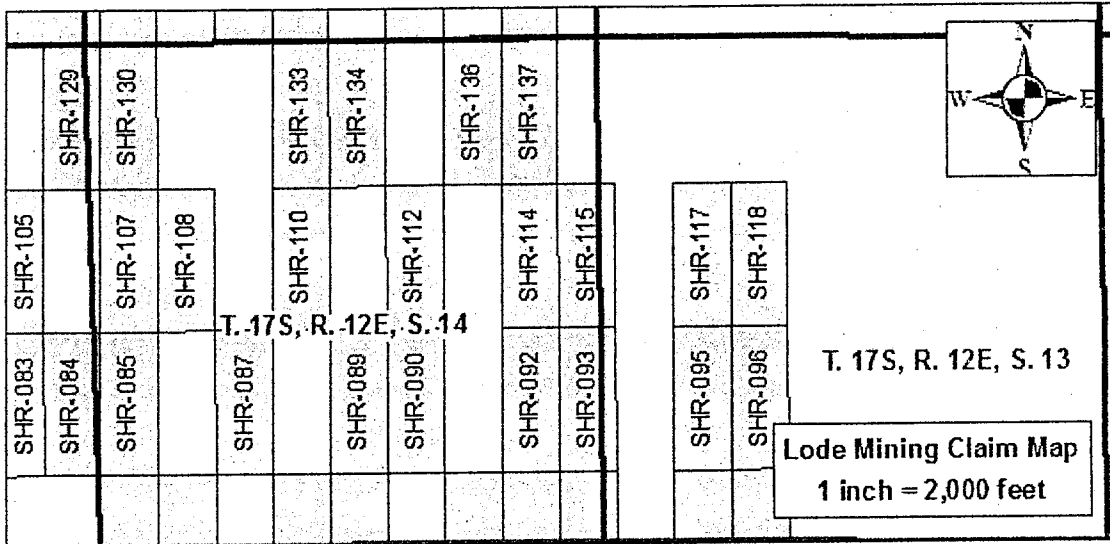 N
W E
S
SHR-129 SHR-130 SHR-133 SHR-134 SHR-136 SHR-137
SHR-105 SHR-107 SHR-108 SHR-110 SHR-112 SHR-114 SHR-115 SHR-117 SHR-118
T. 17S, R. 12E, S. 14
SHR-083 SHR-084 SHR-085 SHR-087 SHR-089 SHR-090 SHR-092 SHR-093 SHR-095 SHR-096
T. 17S, R. 12E, S. 13
Lode Mining Claim Map
1 inch = 2,000 feet